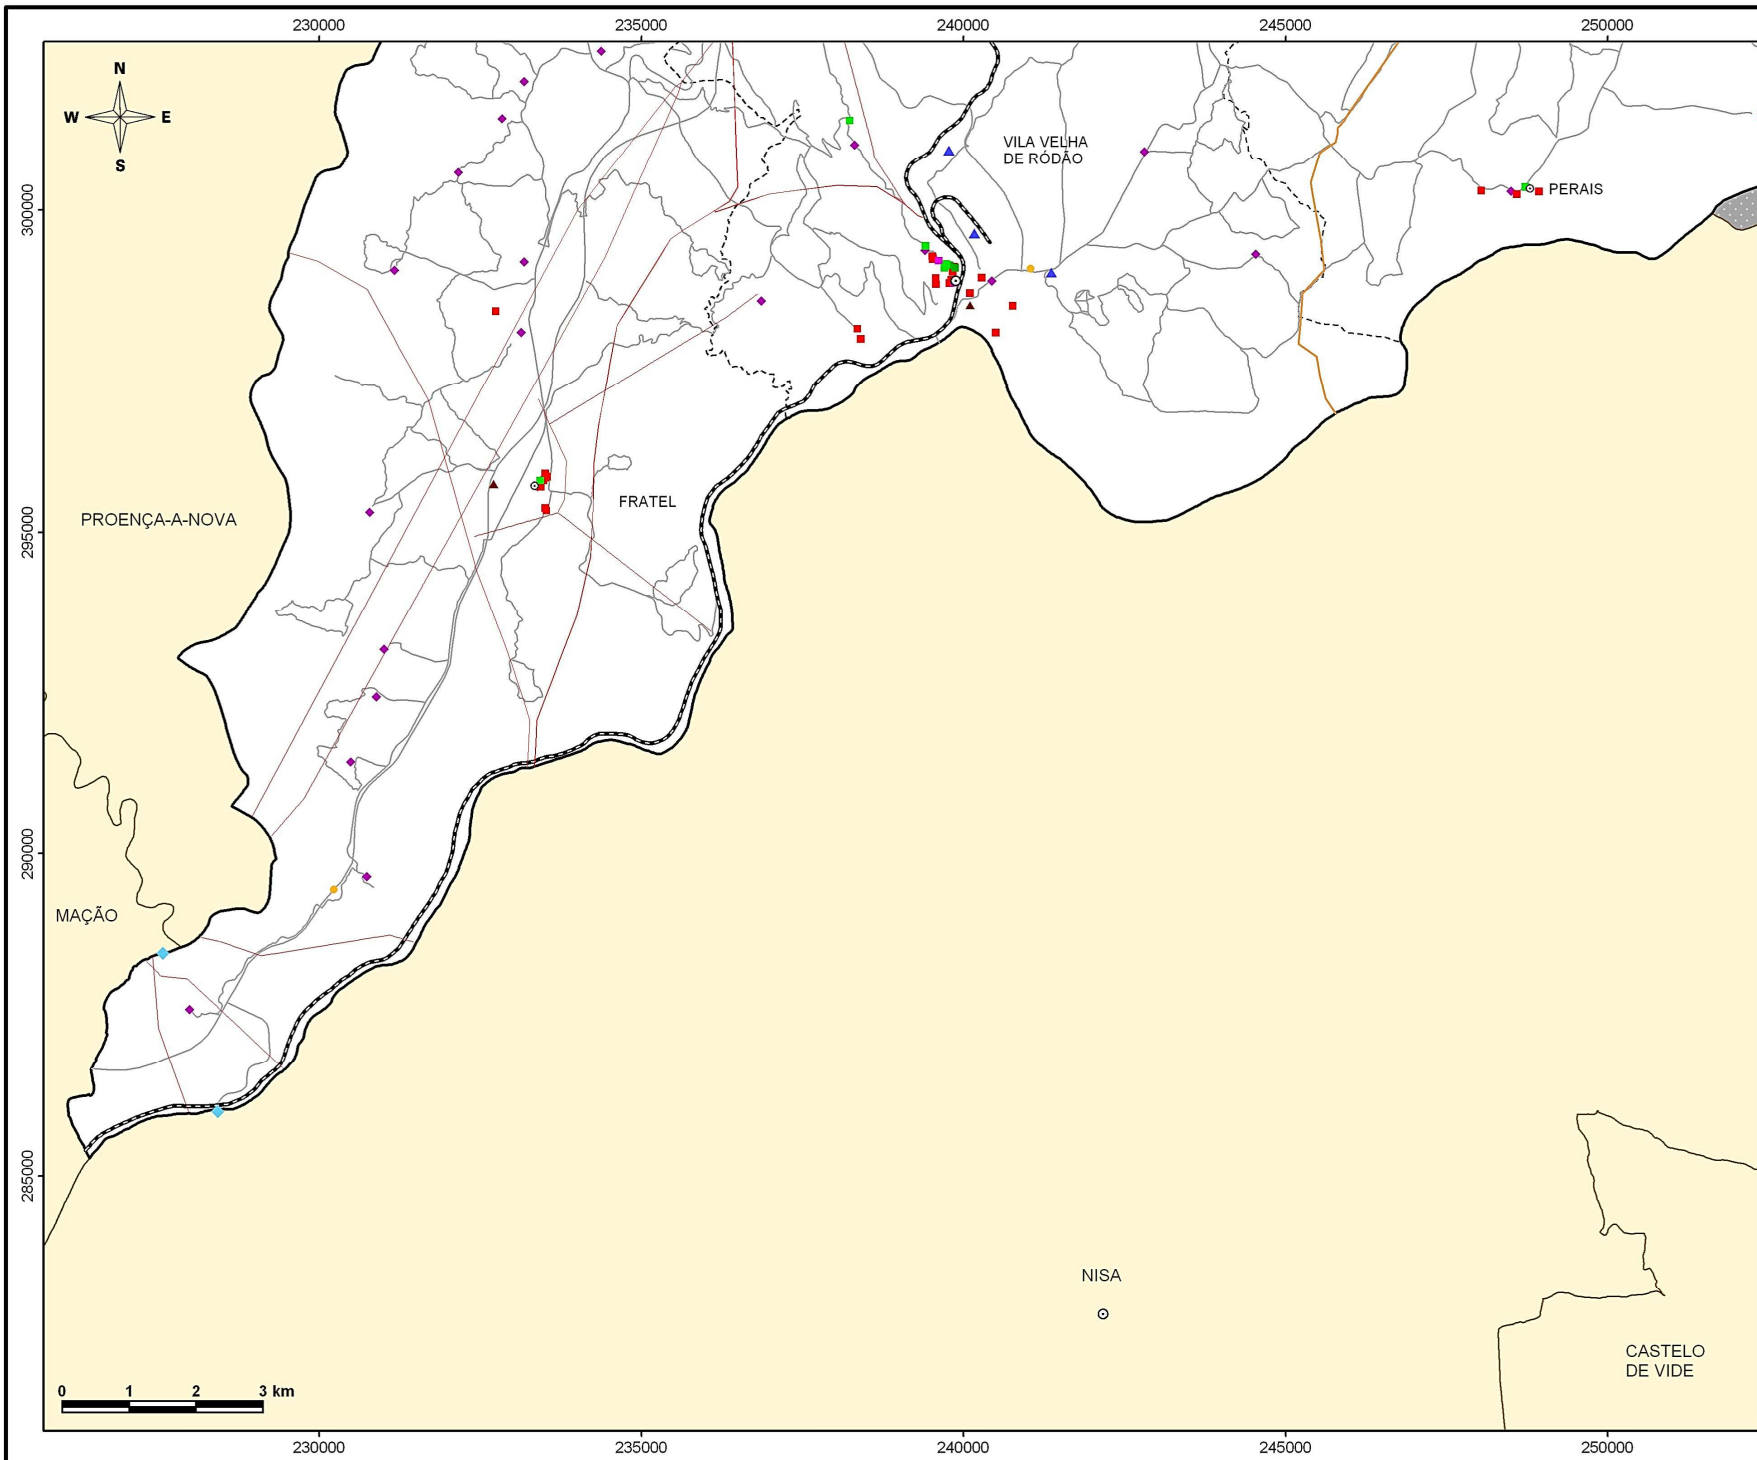 230000
235000
240000
245000
250000
N
W
E
S
VILA VELHA
DE RÓDÃO
PERAIS
300000
FRATEL
PROENÇA-A-NOVA
295000
290000
MAÇÃO
285000
NISA
CASTELO
DE VIDE
0 1 2 3 km
230000
235000
240000
245000
250000